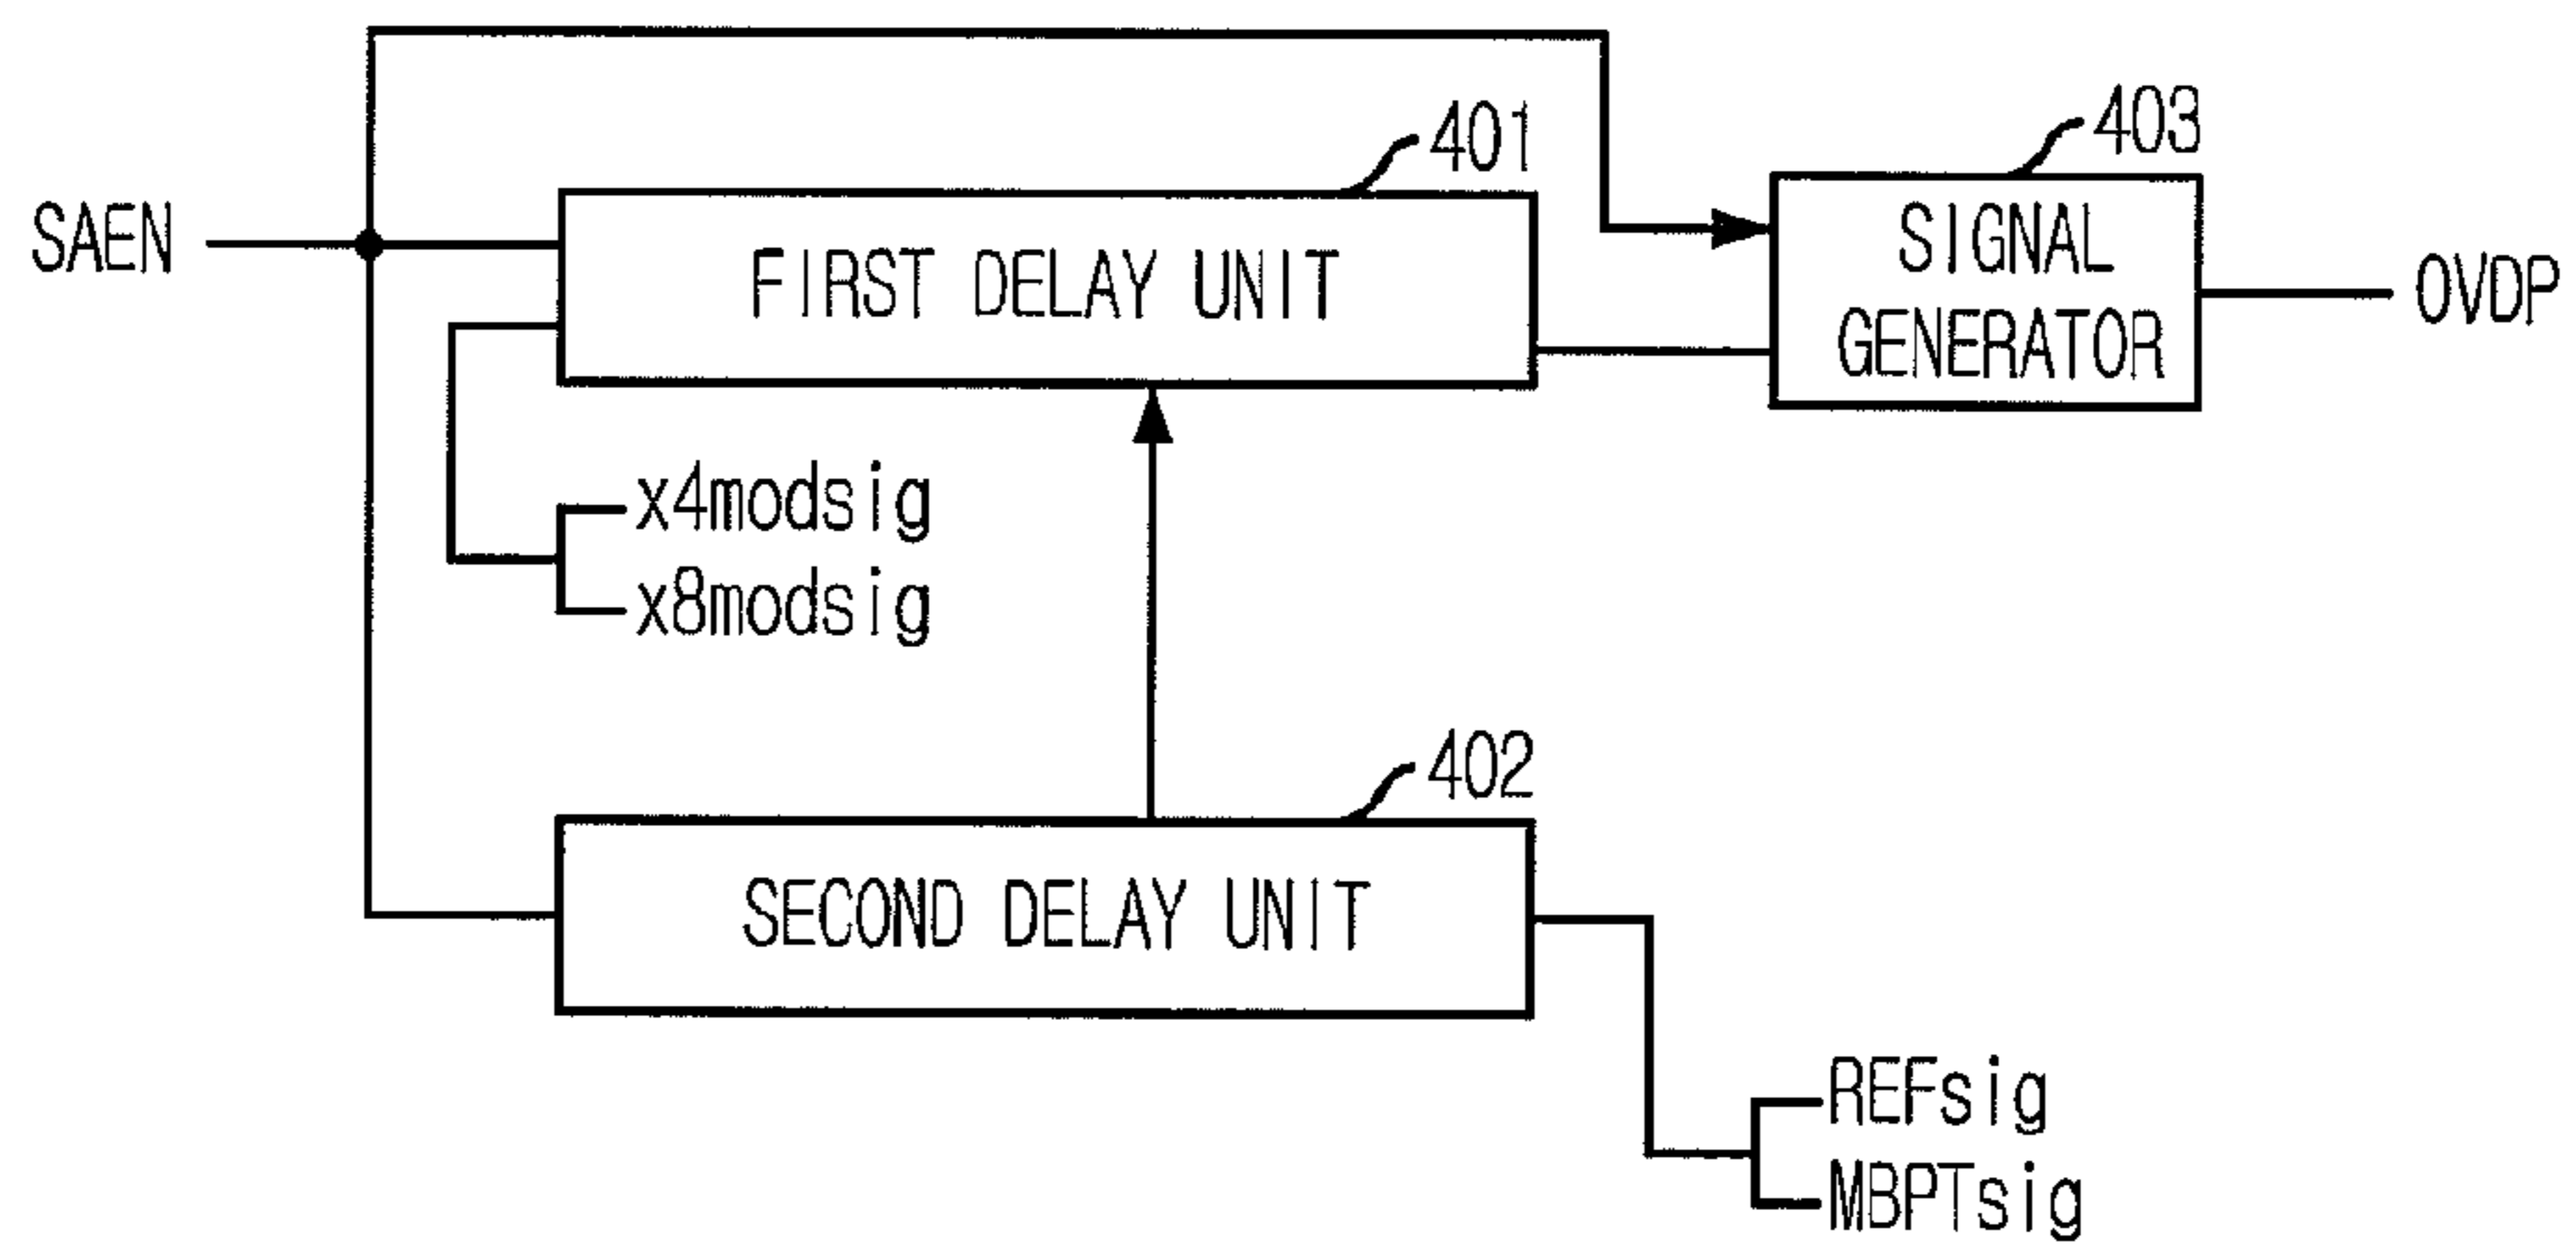 401
403
SAEN
FIRST DELAY UNIT
SIGNAL
GENERATOR
OVDP
x4modsig
x8modsig
402
SECOND DELAY UNIT
REFsig
MBPTsig